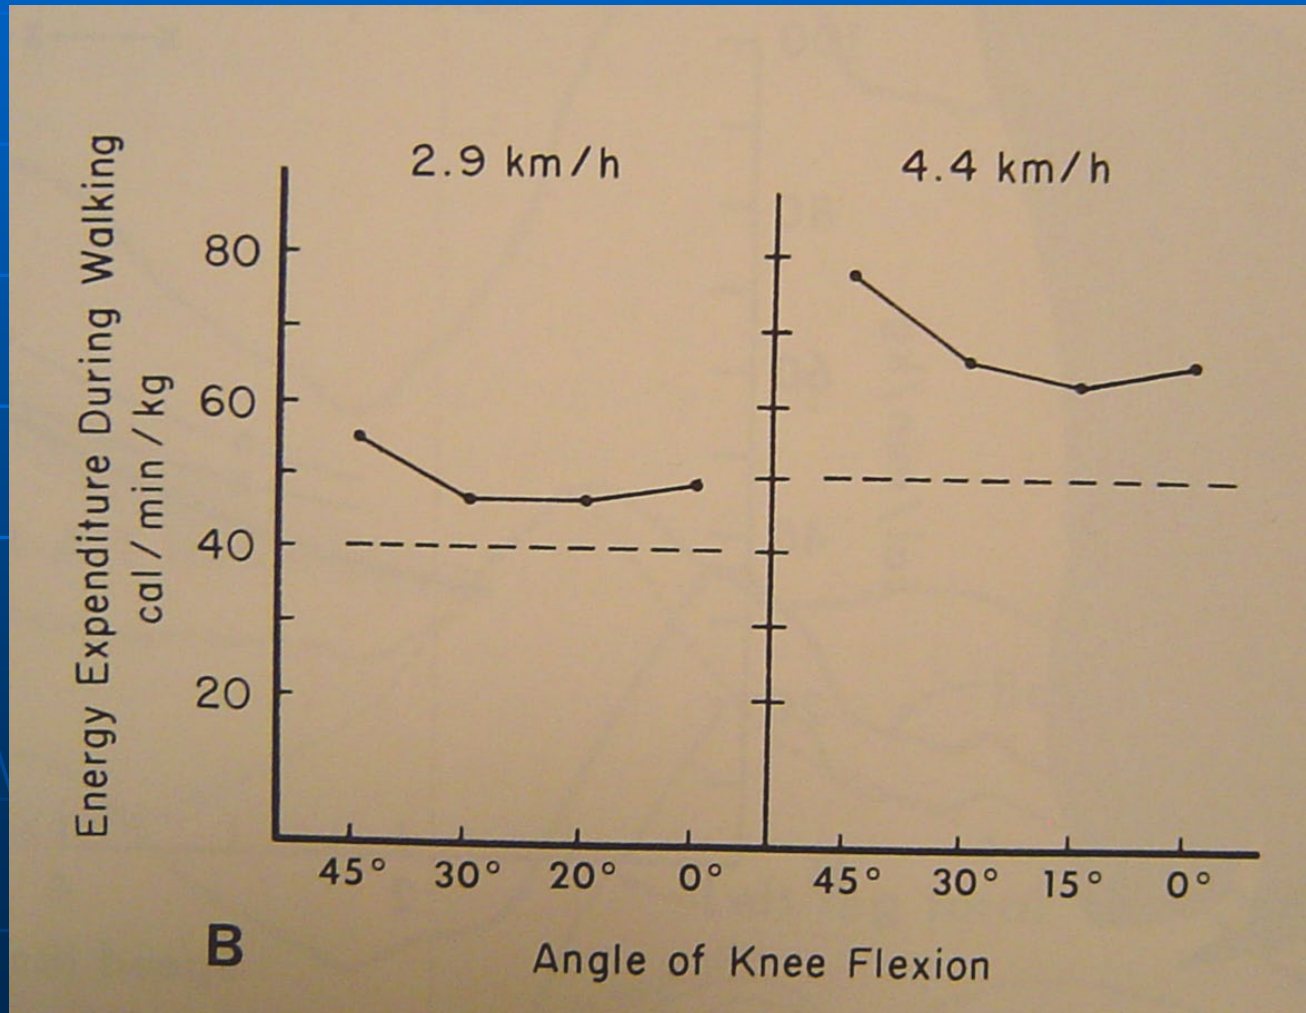 Energy Expenditure During Walking
cal/min/kg
2.9 km/h
4.4 km/h
80
60
40
20
45° 30° 20° 0°
45° 30° 15° 0°
B
Angle of Knee Flexion